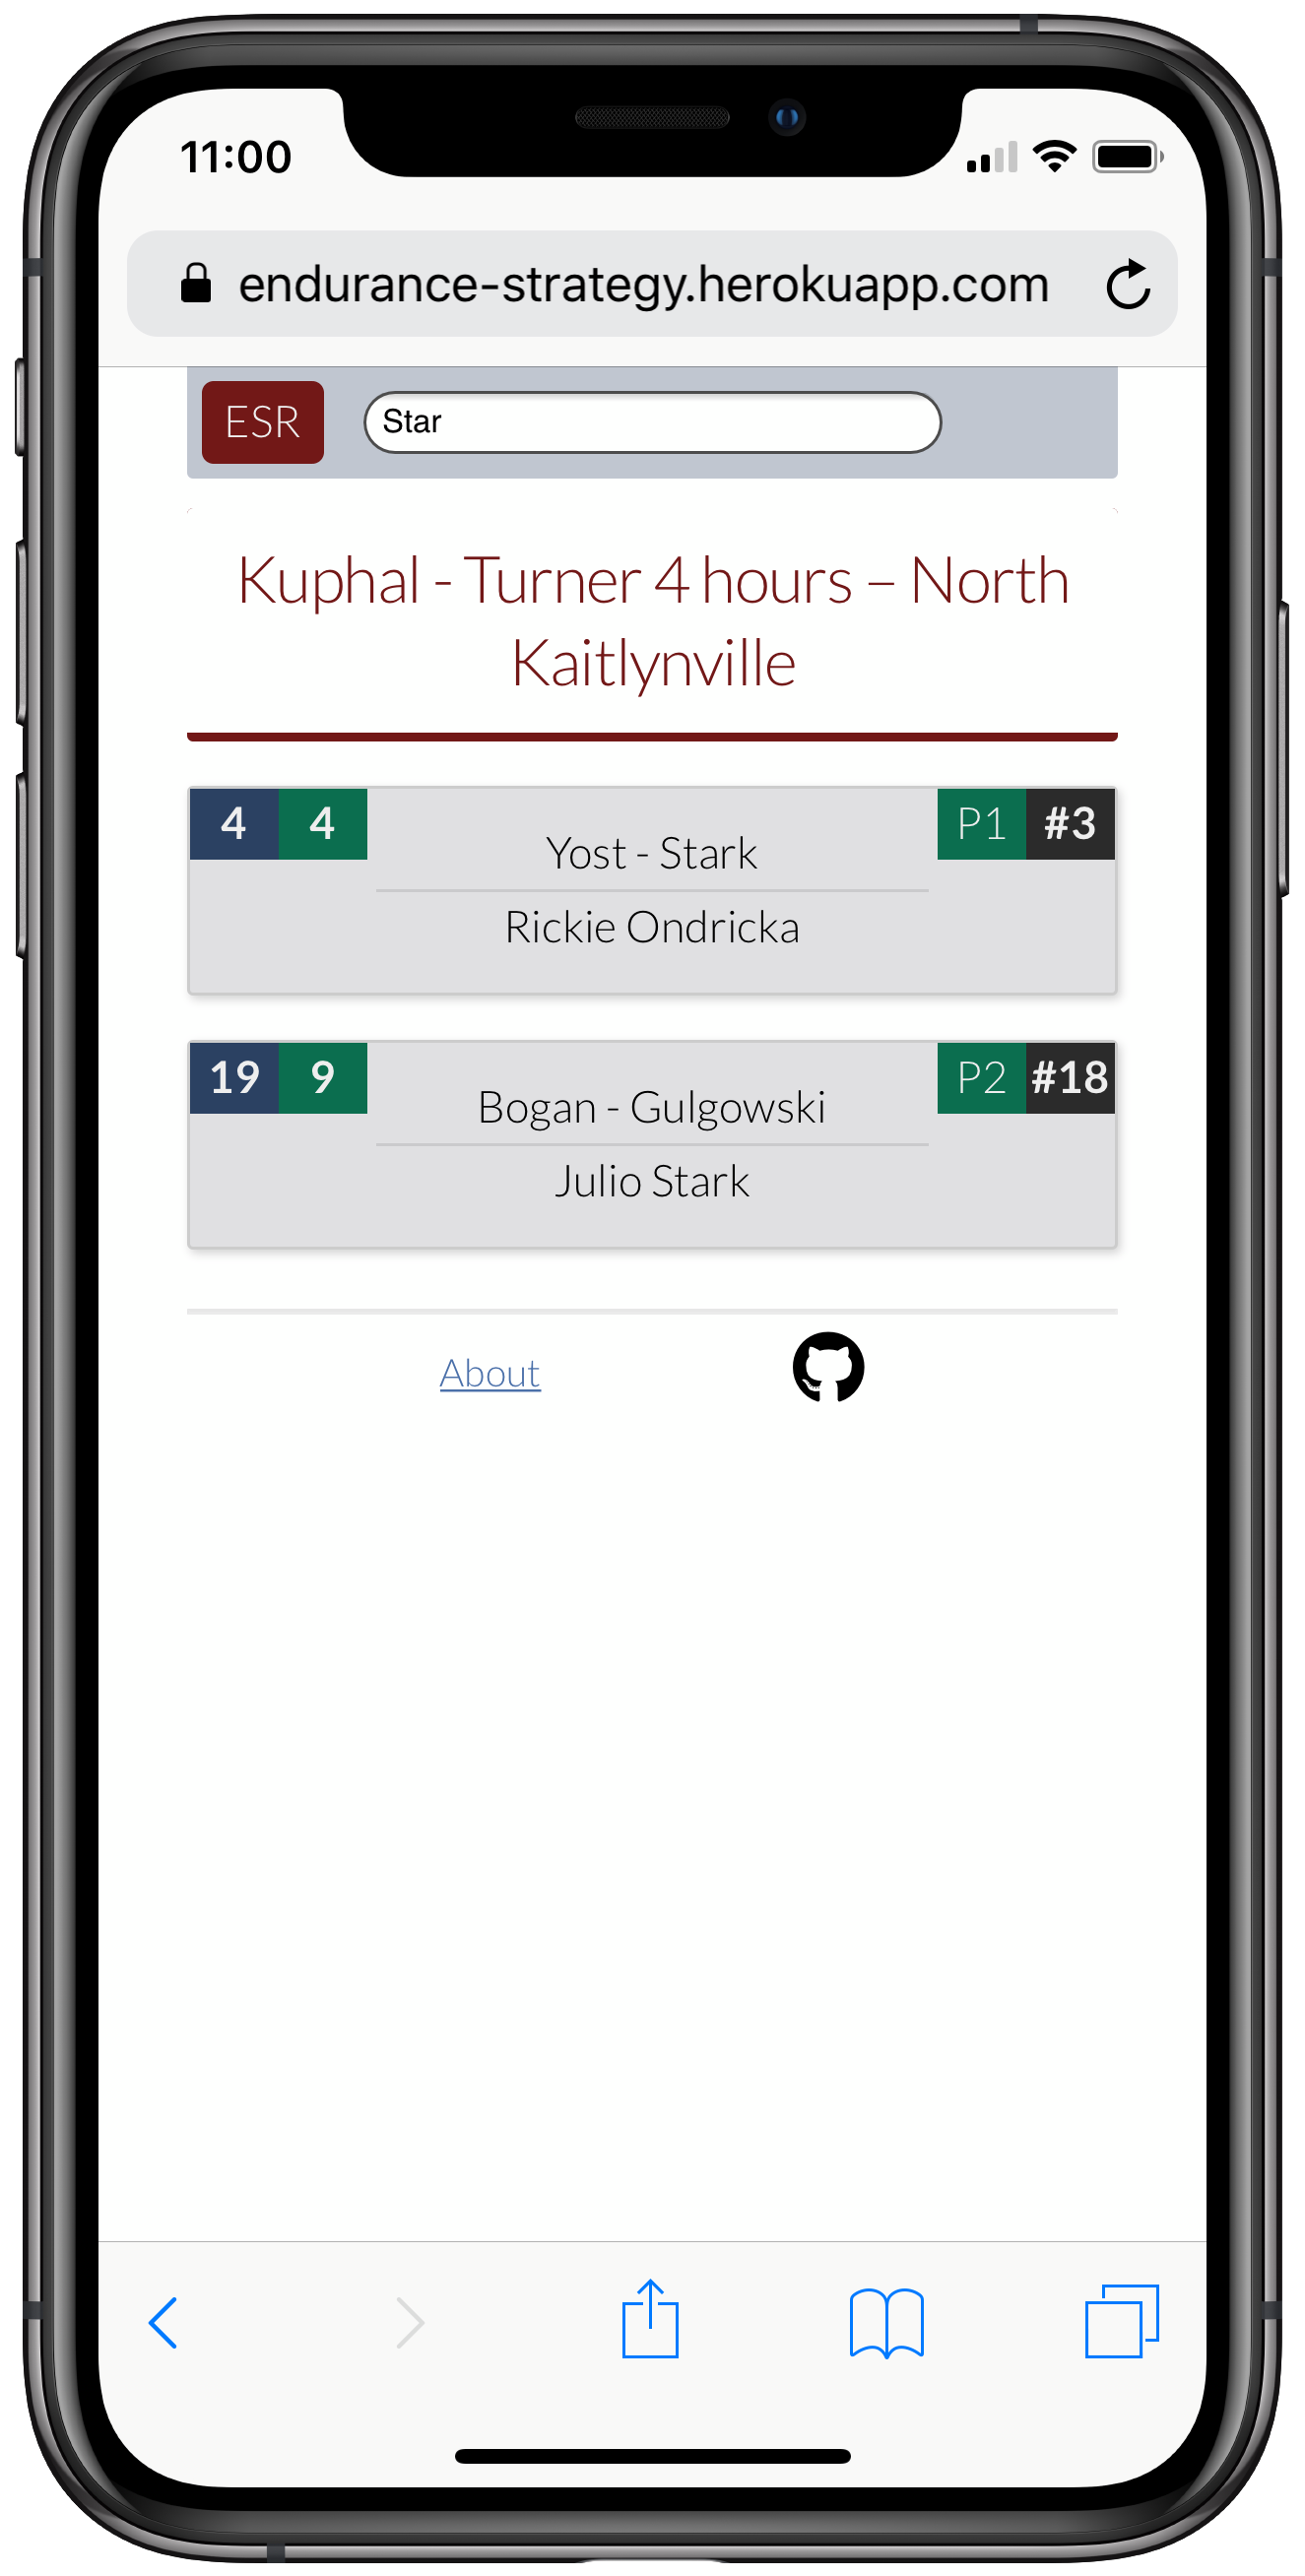 11:00
endurance-strategy.herokuapp.com
ESR
Star
Kuphal - Turner 4 hours – North
Kaitlynville
4 4 P1 #3
Yost - Stark
Rickie Ondricka
19 9 P2 #18
Bogan - Gulgowski
Julio Stark
About